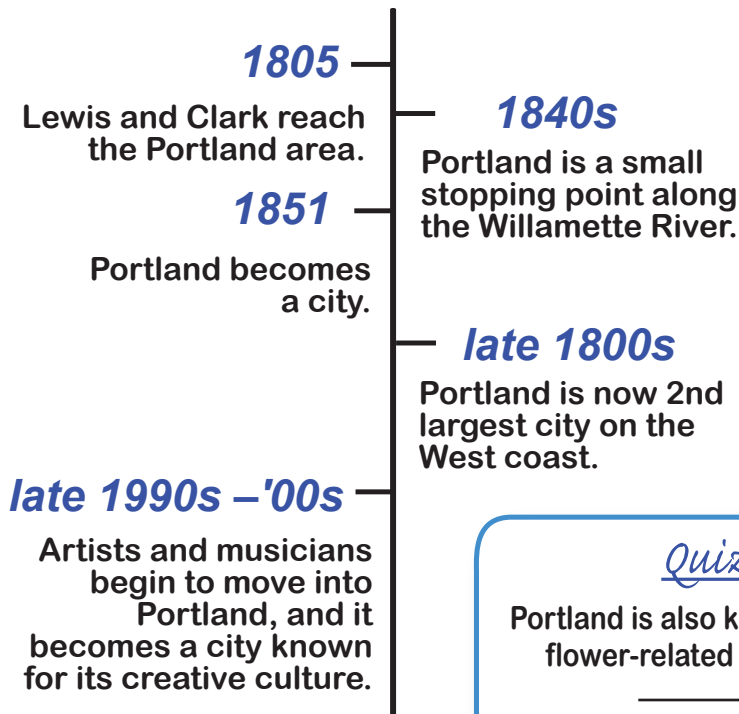 1805
Lewis and Clark reach
the Portland area.
1840s
Portland is a small
stopping point along
the Willamette River.
1851
Portland becomes
a city.
late 1800s
Portland is now 2nd
largest city on the
West coast.
late 1990s –'00s
Artists and musicians
begin to move into
Portland, and it
becomes a city known
for its creative culture.
Portland is also
flower-related